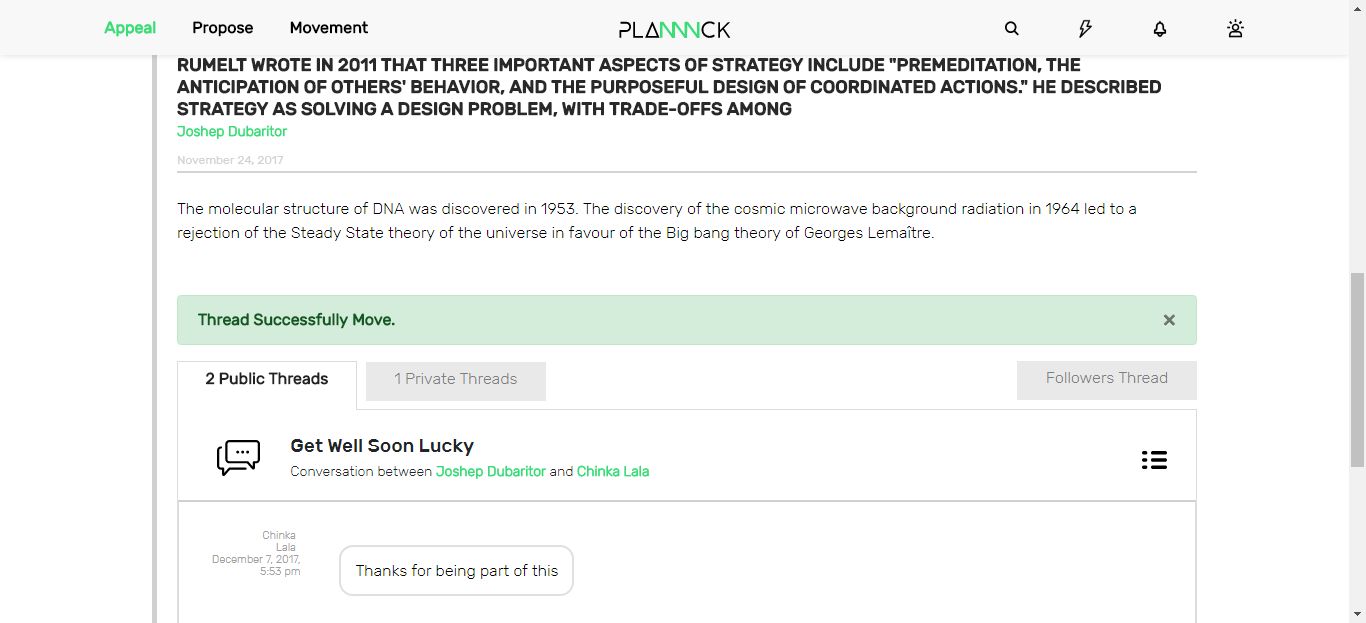 Appeal Propose Movement PLANNNCK
RUMELT WROTE IN 2011 THAT THREE IMPORTANT ASPECTS OF STRATEGY INCLUDE "PREMEDITATION, THE
ANTICIPATION OF OTHERS' BEHAVIOR, AND THE PURPOSEFUL DESIGN OF COORDINATED ACTIONS." HE DESCRIBED
STRATEGY AS SOLVING A DESIGN PROBLEM, WITH TRADE-OFFS AMONG
Joshep Dubaritor
November 24, 2017
The molecular structure of DNA was discovered in 1953. The discovery of the cosmic microwave background radiation in 1964 led to a
rejection of the Steady State theory of the universe in favour of the Big bang theory of Georges Lemaître.
Thread Successfully Move. ×
2 Public Threads 1 Private Threads Followers Thread
Get Well Soon Lucky
Conversation between Joshep Dubaritor and Chinka Lala
Chinka
Lala
December 7, 2017,
5:53 pm
Thanks for being part of this